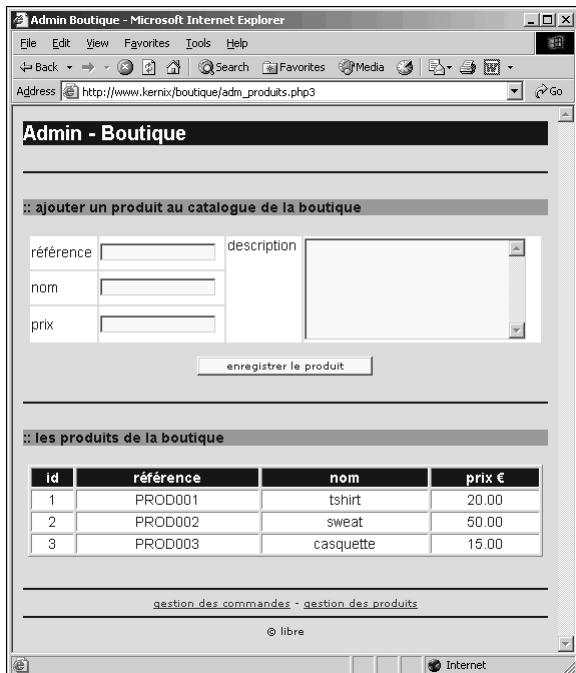 Admin Boutique - Microsoft Internet Explorer
File Edit View Favorites Tools Help
Back Search Favorites Media
Address http://www.kernix/boutique/adm_produits.php3 Go
Admin - Boutique
:: ajouter un produit au catalogue de la boutique
référence description
nom
prix
enregistrer le produit
:: les produits de la boutique
id référence nom prix €
1 PROD001 tshirt 20.00
2 PROD002 sweat 50.00
3 PROD003 casquette 15.00
gestion des commandes - gestion des produits
© libre
Internet